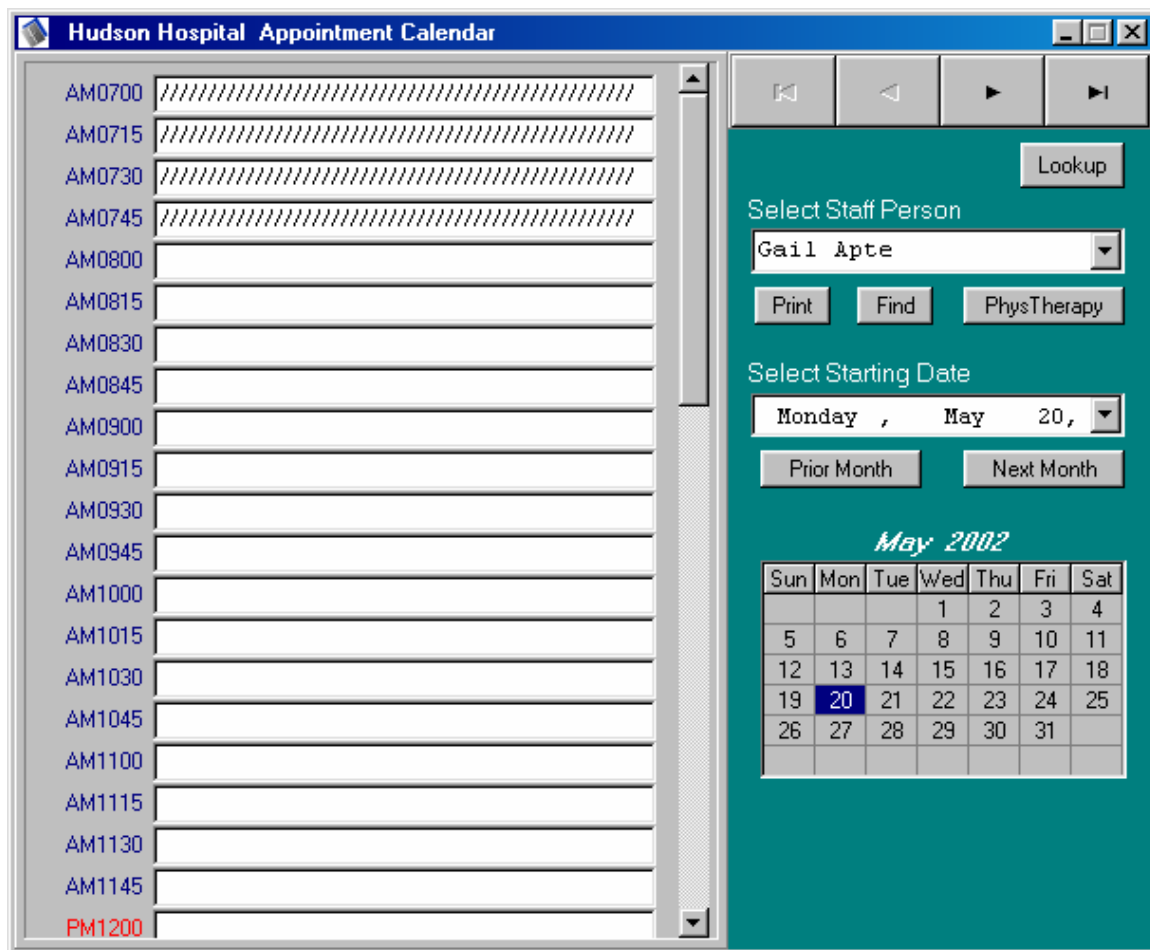 Hudson Hospital Appointment Calendar
AM0700 ///////////////////////////////////////////////
AM0715 ///////////////////////////////////////////////
AM0730 ///////////////////////////////////////////////
AM0745 ///////////////////////////////////////////////
AM0800
AM0815
AM0830
AM0845
AM0900
AM0915
AM0930
AM0945
AM1000
AM1015
AM1030
AM1045
AM1100
AM1115
AM1130
AM1145
PM1200
Lookup
Select Staff Person
Gail Apte
Print Find PhysTherapy
Select Starting Date
Monday , May 20,
Prior Month Next Month
May 2002
Sun Mon Tue Wed Thu Fri Sat
1 2 3 4
5 6 7 8 9 10 11
12 13 14 15 16 17 18
19 20 21 22 23 24 25
26 27 28 29 30 31